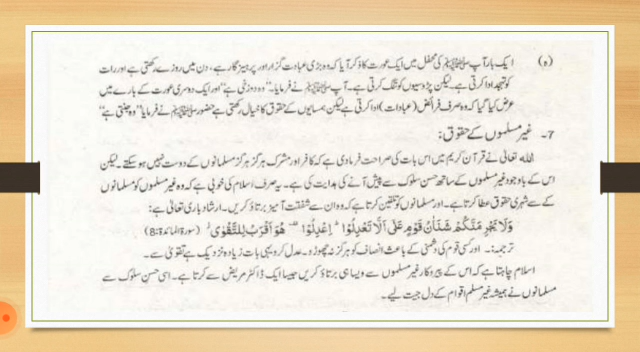 (ہ) ایک بار آپ ﷺ کی محفل میں ایک عورت کا ذکر آیا کہ وہ بڑی عبادت گزار اور پرہیز گار ہے، دن میں روزے رکھتی ہے اور رات
کو تہجد ادا کرتی ہے۔ لیکن پڑوسیوں کو تنگ کرتی ہے۔ آپ ﷺ نے فرمایا۔ "وہ دوزخی ہے" اور ایک دوسری عورت کے بارے میں
عرض کیا گیا کہ وہ صرف فرائض (عبادات) ادا کرتی ہے لیکن ہمسایوں کے حقوق کا خیال رکھتی ہے حضور ﷺ نے فرمایا "وہ جنتی ہے"
7۔ غیر مسلموں کے حقوق:
اللہ تعالیٰ نے قرآن کریم میں اس بات کی صراحت فرما دی ہے کہ کافر اور مشرک ہرگز ہرگز مسلمانوں کے دوست نہیں ہو سکتے۔ لیکن
اس کے باوجود غیر مسلموں کے ساتھ حسن سلوک سے پیش آنے کی ہدایت کی ہے۔ یہ صرف اسلام کی خوبی ہے کہ وہ غیر مسلموں کو مسلمانوں
کے سے شہری حقوق عطا کرتا ہے۔ اور مسلمانوں کو تلقین کرتا ہے کہ وہ ان سے شفقت آمیز برتاؤ کریں۔ ارشاد باری تعالیٰ ہے:
وَلَا يَجْرِمَنَّكُمْ شَنَاٰنُ قَوْمٍ عَلٰٓى اَلَّا تَعْدِلُوْا ؕ اِعْدِلُوْا ۫ هُوَ اَقْرَبُ لِلتَّقْوٰى (سورۃ المائدۃ:8)
ترجمہ:۔ اور کسی قوم کی دشمنی کے باعث انصاف کو ہرگز نہ چھوڑو۔ عدل کرو یہی بات زیادہ نزدیک ہے تقویٰ سے۔
اسلام چاہتا ہے کہ اس کے پیروکار غیر مسلموں سے ویسا ہی برتاؤ کریں جیسا ایک ڈاکٹر مریض سے کرتا ہے۔ اسی حسن سلوک سے
مسلمانوں نے ہمیشہ غیر مسلم اقوام کے دل جیت لیے۔